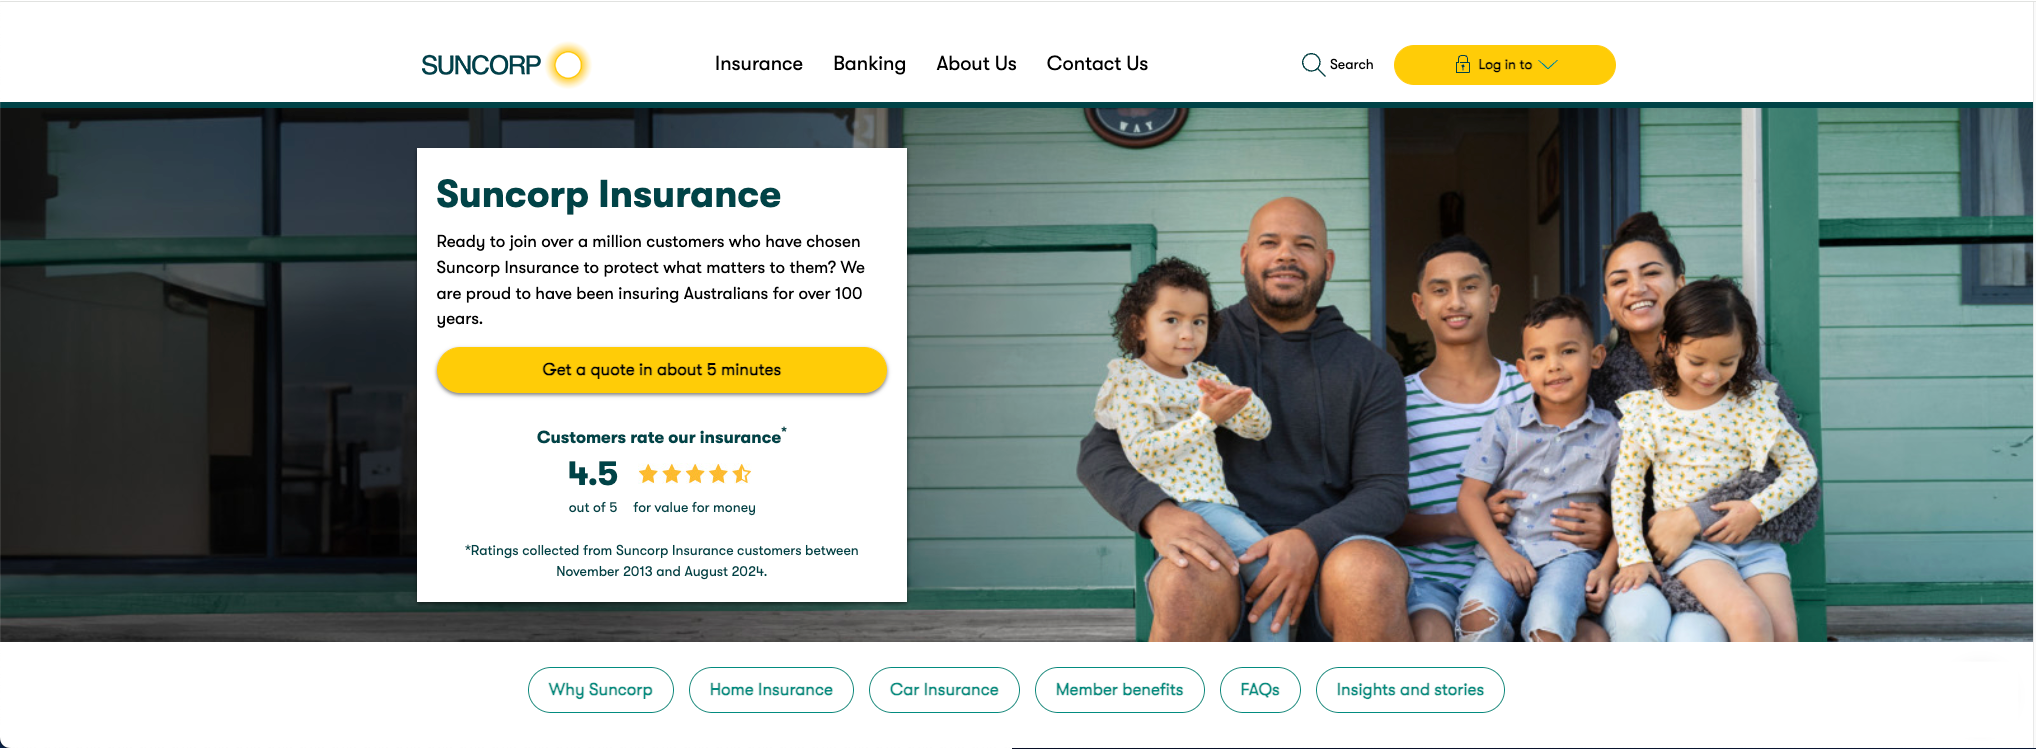 SUNCORP
Insurance Banking About Us Contact Us
Search
Log in to
WAY
Suncorp Insurance
Ready to join over a million customers who have chosen
Suncorp Insurance to protect what matters to them? We
are proud to have been insuring Australians for over 100
years.
Get a quote in about 5 minutes
Customers rate our insurance*
4.5
out of 5 for value for money
*Ratings collected from Suncorp Insurance customers between
November 2013 and August 2024.
Why Suncorp
Home Insurance
Car Insurance
Member benefits
FAQs
Insights and stories